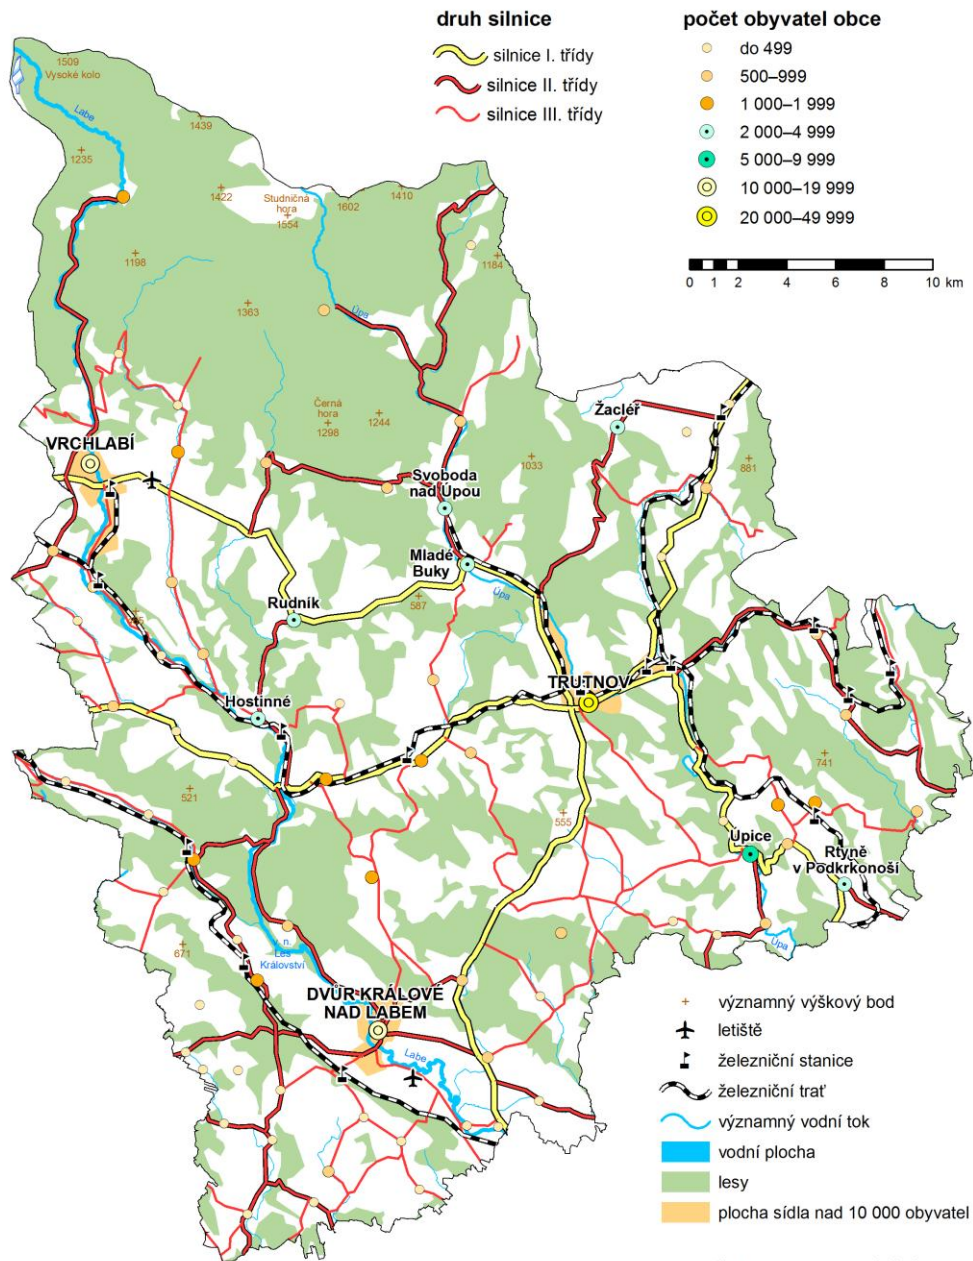 druh silnice
silnice I. třídy
silnice II. třídy
silnice III. třídy
počet obyvatel obce
do 499
500–999
1 000–1 999
2 000–4 999
5 000–9 999
10 000–19 999
20 000–49 999
0 1 2 4 6 8 10 km
1509
Vysoké kolo
Labe
1439
1235
1422
Studničná
hora
1554
1602
1410
1198
1184
1363
Úpa
Černá
hora
1298
1244
Žacléř
VRCHLABÍ
Svoboda
nad Úpou
1033
881
Mladé
Buky
Úpa
587
Rudník
Hostinné
TRUTNOV
741
521
555
Úpice
Rtyně
v Podkrkonoší
671
v. n.
Les
Království
Úpa
DVŮR KRÁLOVÉ
NAD LABEM
Labe
významný výškový bod
letiště
železniční stanice
železniční trať
významný vodní tok
vodní plocha
lesy
plocha sídla nad 10 000 obyvatel